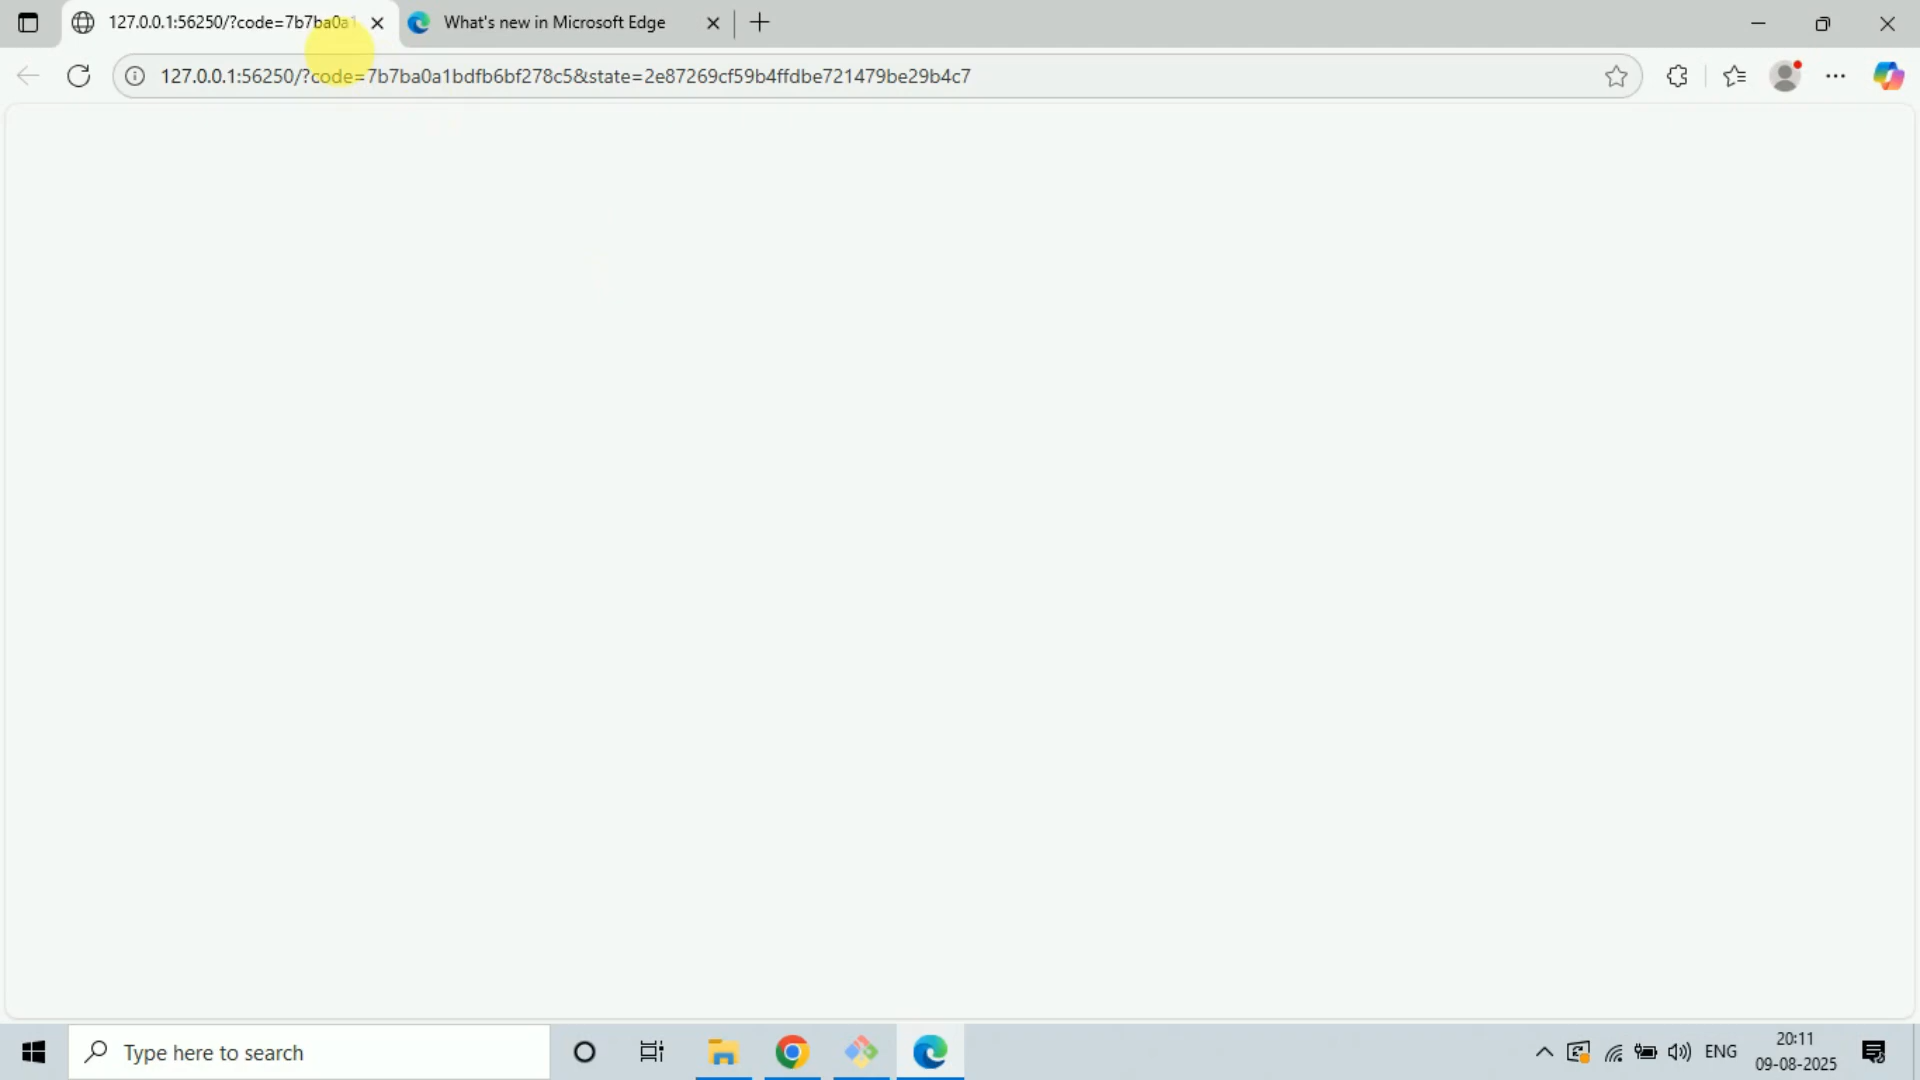 127.0.0.1:56250/?code=7b7ba0a1
What's new in Microsoft Edge
127.0.0.1:56250/?code=7b7ba0a1bdfb6bf278c5&state=2e87269cf59b4ffdbe721479be29b4c7
Type here to search
ENG
20:11
09-08-2025